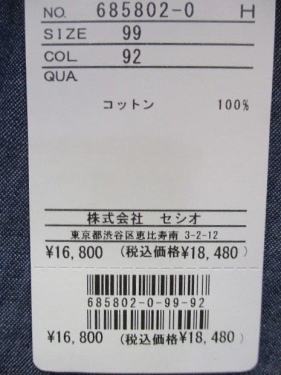 NO. 685802-0 H
SIZE 99
COL. 92
QUA.
コットン 100%
株式会社 セシオ
東京都渋谷区恵比寿南 3-2-12
¥16,800 (税込価格¥18,480)
685802-0-99-92
¥16,800 (税込価格¥18,480)